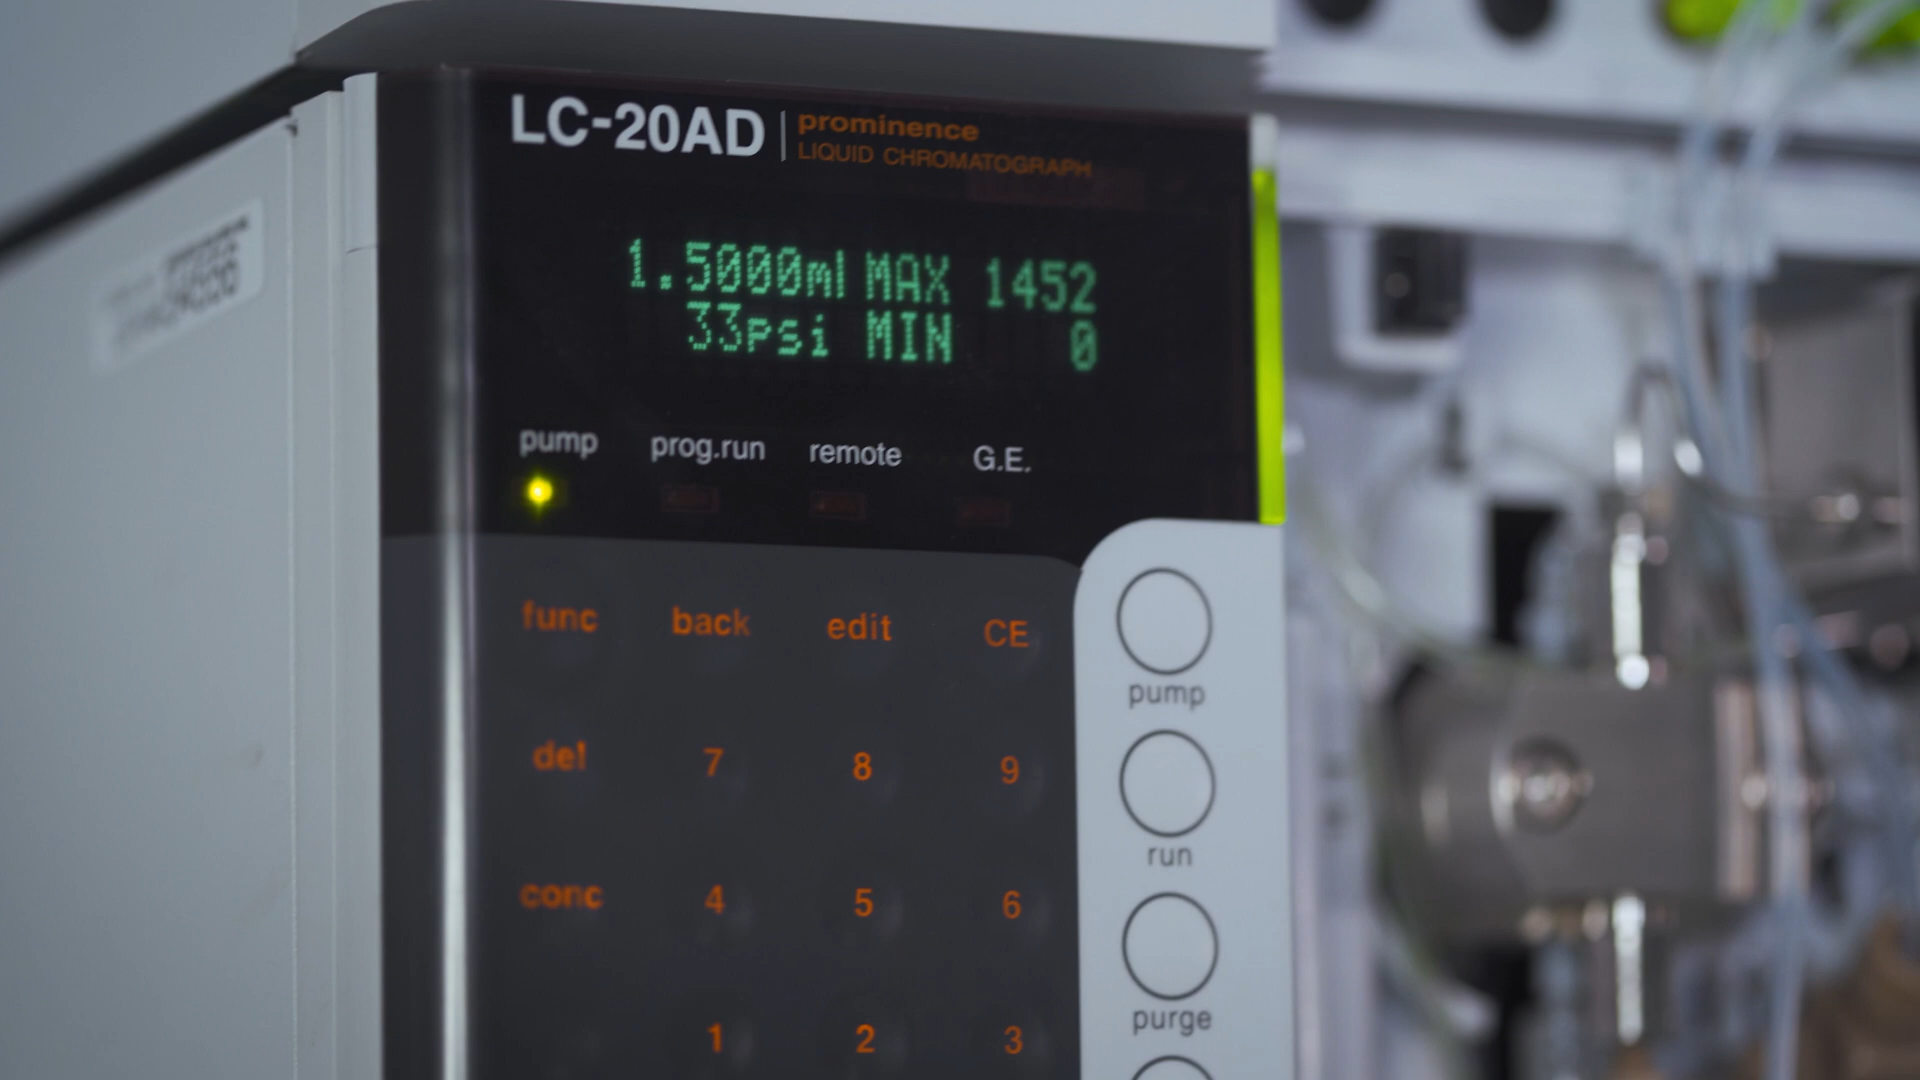 LC-20AD
prominence
LIQUID CHROMATOGRAPH
1.5000ml MAX 1452
33psi MIN 0
pump prog.run remote G.E.
func back edit CE
pump
del 7 8 9
run
conc 4 5 6
purge
1 2 3